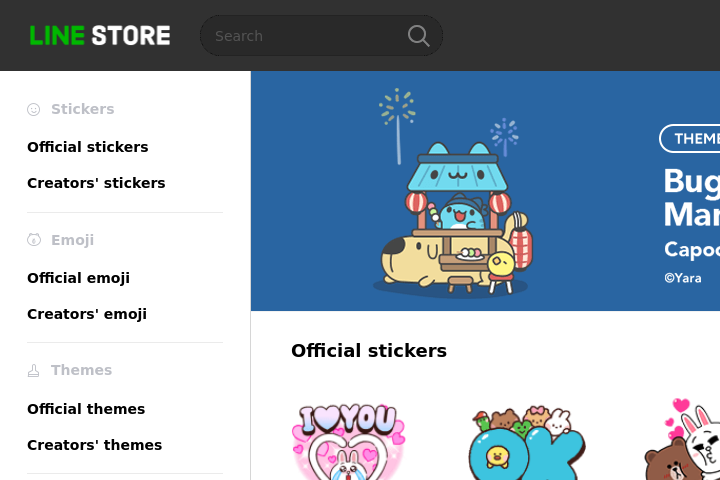 LINE STORE
Search
Stickers
Official stickers
Creators' stickers
Emoji
Official emoji
Creators' emoji
Themes
Official themes
Creators' themes
THEME
Bug
Mar
Capoo
©Yara
Official stickers
I YOU
OK